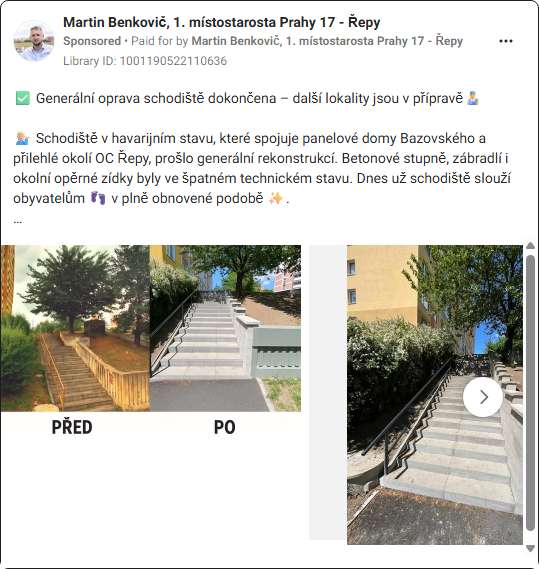 Martin Benkovič, 1. místostarosta Prahy 17 - Řepy
Sponsored • Paid for by Martin Benkovič, 1. místostarosta Prahy 17 - Řepy
Library ID: 1001190522110636
✅ Generální oprava schodiště dokončena – další lokality jsou v přípravě
Schodiště v havarijním stavu, které spojuje panelové domy Bazovského a
přilehlé okolí OC Řepy, prošlo generální rekonstrukcí. Betonové stupně, zábradlí i
okolní opěrné zídky byly ve špatném technickém stavu. Dnes už schodiště slouží
obyvatelům 👣 v plně obnovené podobě ✨ .
...
PŘED
PO